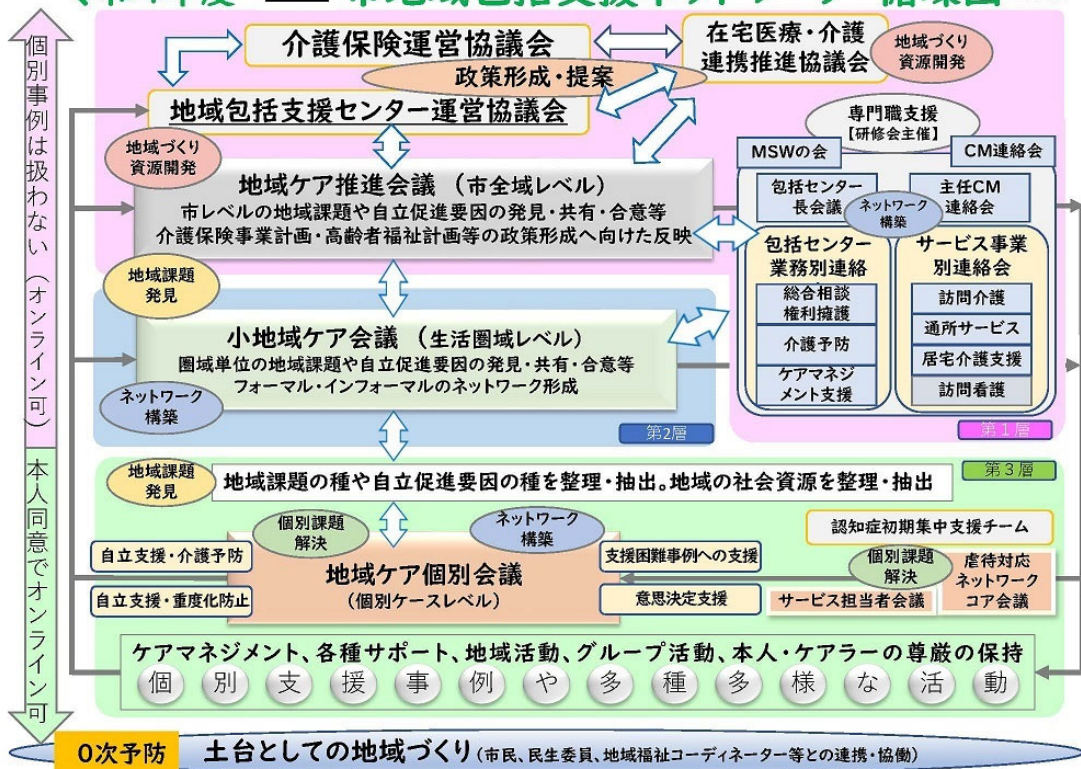 介護保険運営協議会
在宅医療・介護
連携推進協議会
地域づくり
資源開発
政策形成・提案
地域包括支援センター運営協議会
地域づくり
資源開発
専門職支援
【研修会主催】
MSWの会
CM連絡会
地域ケア推進会議 （市全域レベル）
市レベルの地域課題や自立促進要因の発見・共有・合意等
介護保険事業計画・高齢者福祉計画等の政策形成へ向けた反映
包括センター
長会議
主任CM
連絡会
ネットワーク
構築
包括センター
業務別連絡
サービス事業
別連絡会
総合相談
権利擁護
介護予防
ケアマネジ
メント支援
訪問介護
通所サービス
居宅介護支援
訪問看護
第1層
地域課題
発見
小地域ケア会議 （生活圏域レベル）
圏域単位の地域課題や自立促進要因の発見・共有・合意等
フォーマル・インフォーマルのネットワーク形成
ネットワーク
構築
第2層
個別事例は扱わない（オンライン可）
本人同意でオンライン可
第3層
地域課題
発見
地域課題の種や自立促進要因の種を整理・抽出。地域の社会資源を整理・抽出
個別課題
解決
ネットワーク
構築
認知症初期集中支援チーム
自立支援・介護予防
自立支援・重度化防止
地域ケア個別会議
（個別ケースレベル）
支援困難事例への支援
意思決定支援
個別課題
解決
サービス担当者会議
虐待対応
ネットワーク
コア会議
ケアマネジメント、各種サポート、地域活動、グループ活動、本人・ケアラーの尊厳の保持
個別支援事例や多種多様な活動
0次予防
土台としての地域づくり（市民、民生委員、地域福祉コーディネーター等との連携・協働）